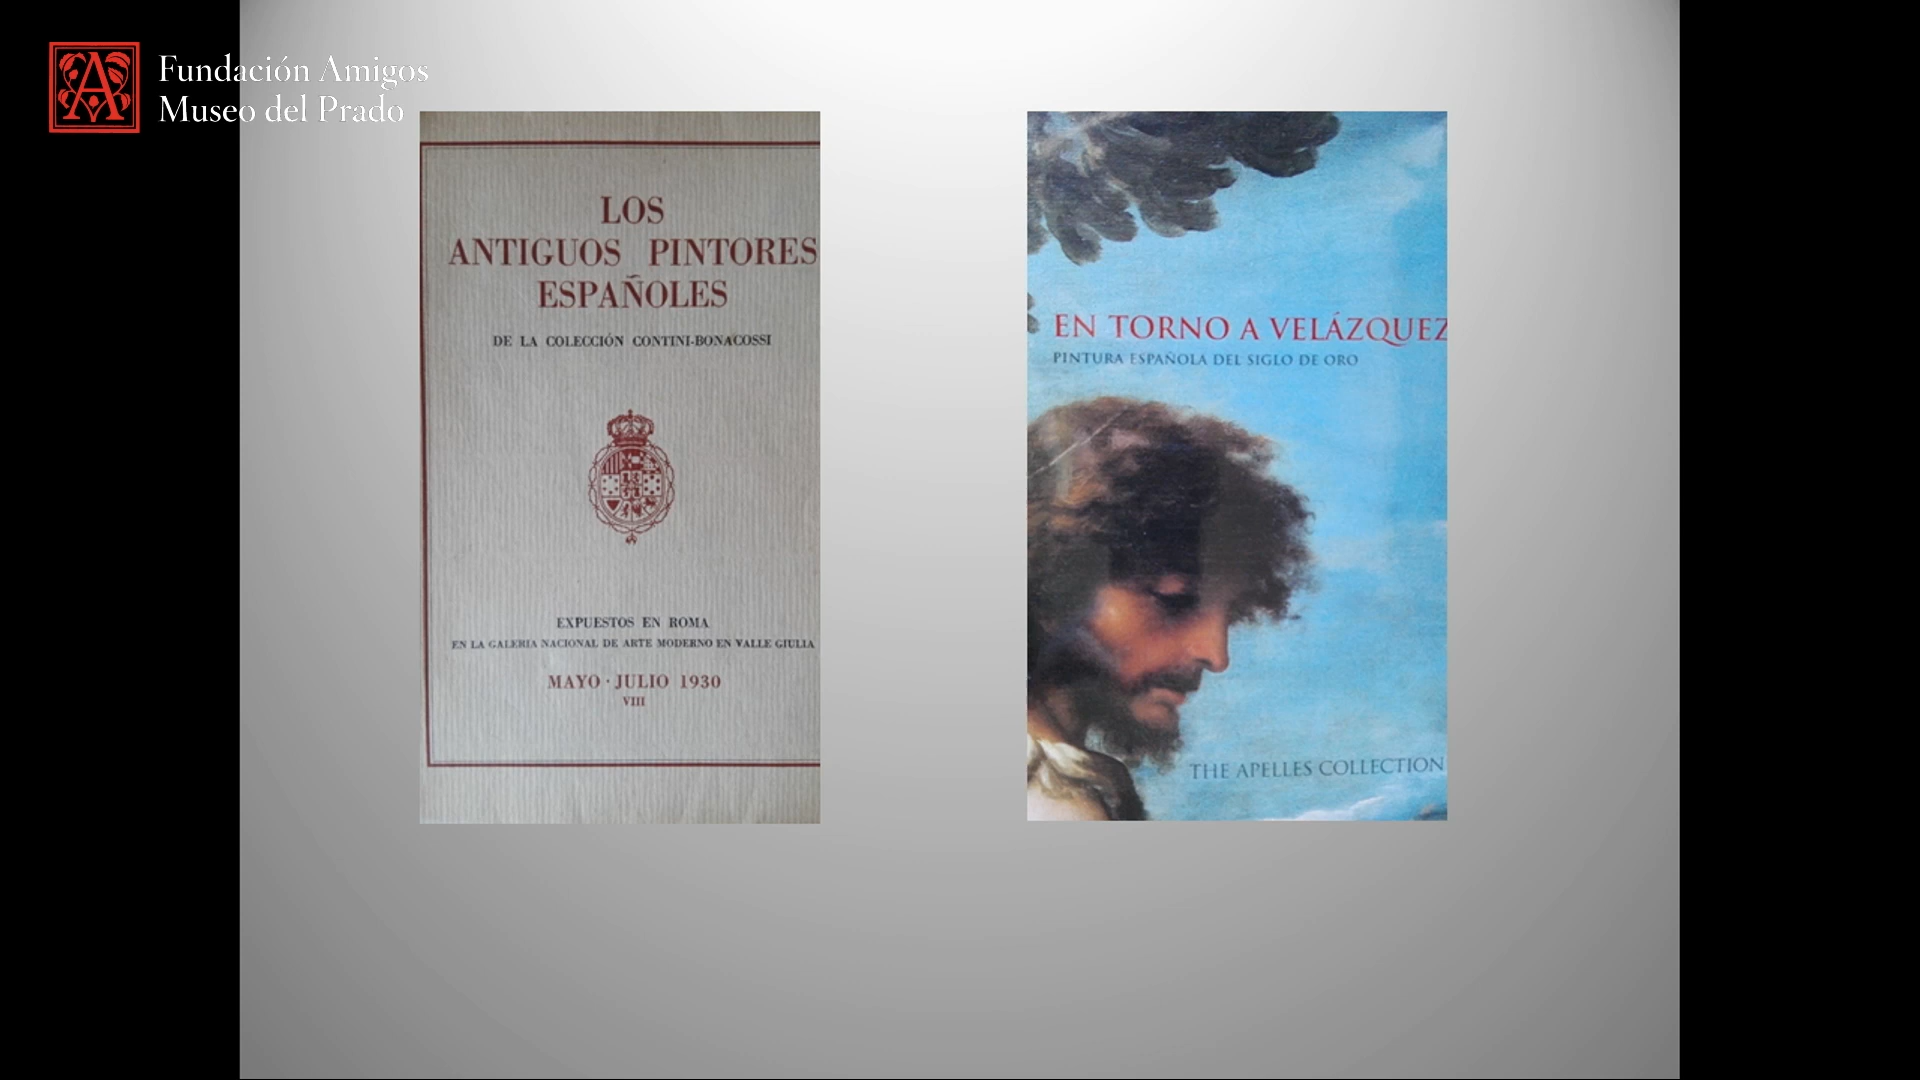 Fundación Amigos
Museo del Prado
LOS
ANTIGUOS PINTORES
ESPAÑOLES
DE LA COLECCIÓN CONTINI-BONACOSSI
EXPUESTOS EN ROMA
EN LA GALERIA NACIONAL DE ARTE MODERNO EN VALLE GIULIA
MAYO · JULIO 1930
VIII
EN TORNO A VELÁZQUEZ
PINTURA ESPAÑOLA DEL SIGLO DE ORO
THE APELLES COLLECTION